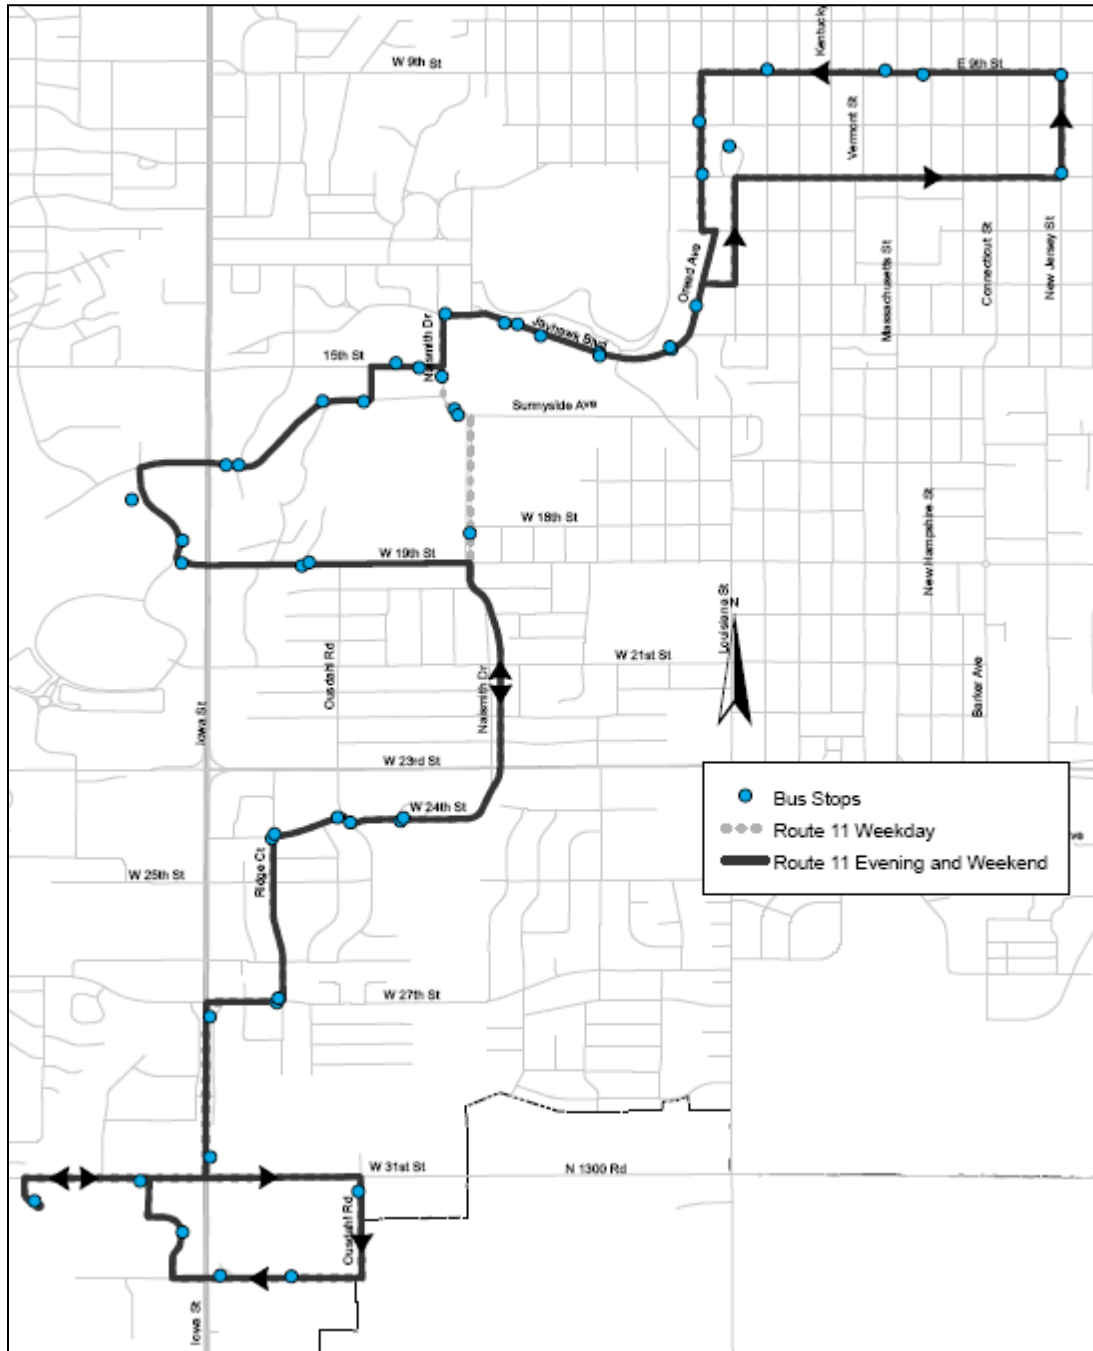 Kentucky
W 9th St
E 9th St
Vermont St
Oread Ave
Massachusetts St
Connecticut St
New Jersey St
Naismith Dr
Jayhawk Blvd
15th St
Sunnyside Ave
W 18th St
New Hampshire St
W 19th St
Louisiana St
N
Ousdahl Rd
W 21st St
Naismith Dr
Barker Ave
Iowa St
W 23rd St
Bus Stops
W 24th St
Route 11 Weekday
ve
Route 11 Evening and Weekend
Ridge Ct
W 25th St
W 27th St
W 31st St
N 1300 Rd
Ousdahl Rd
Iowa St